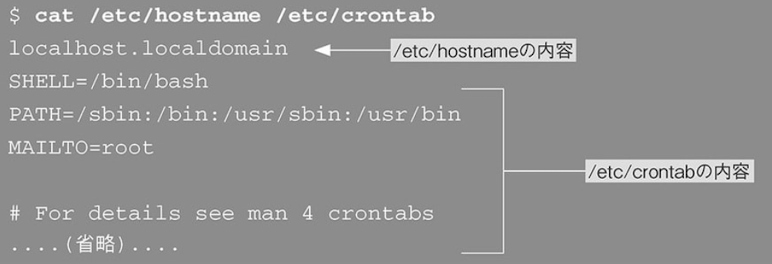 $ cat /etc/hostname /etc/crontab
localhost.localdomain
/etc/hostnameの内容
SHELL=/bin/bash
PATH=/sbin:/bin:/usr/sbin:/usr/bin
MAILTO=root
/etc/crontabの内容
# For details see man 4 crontabs
....(省略)....